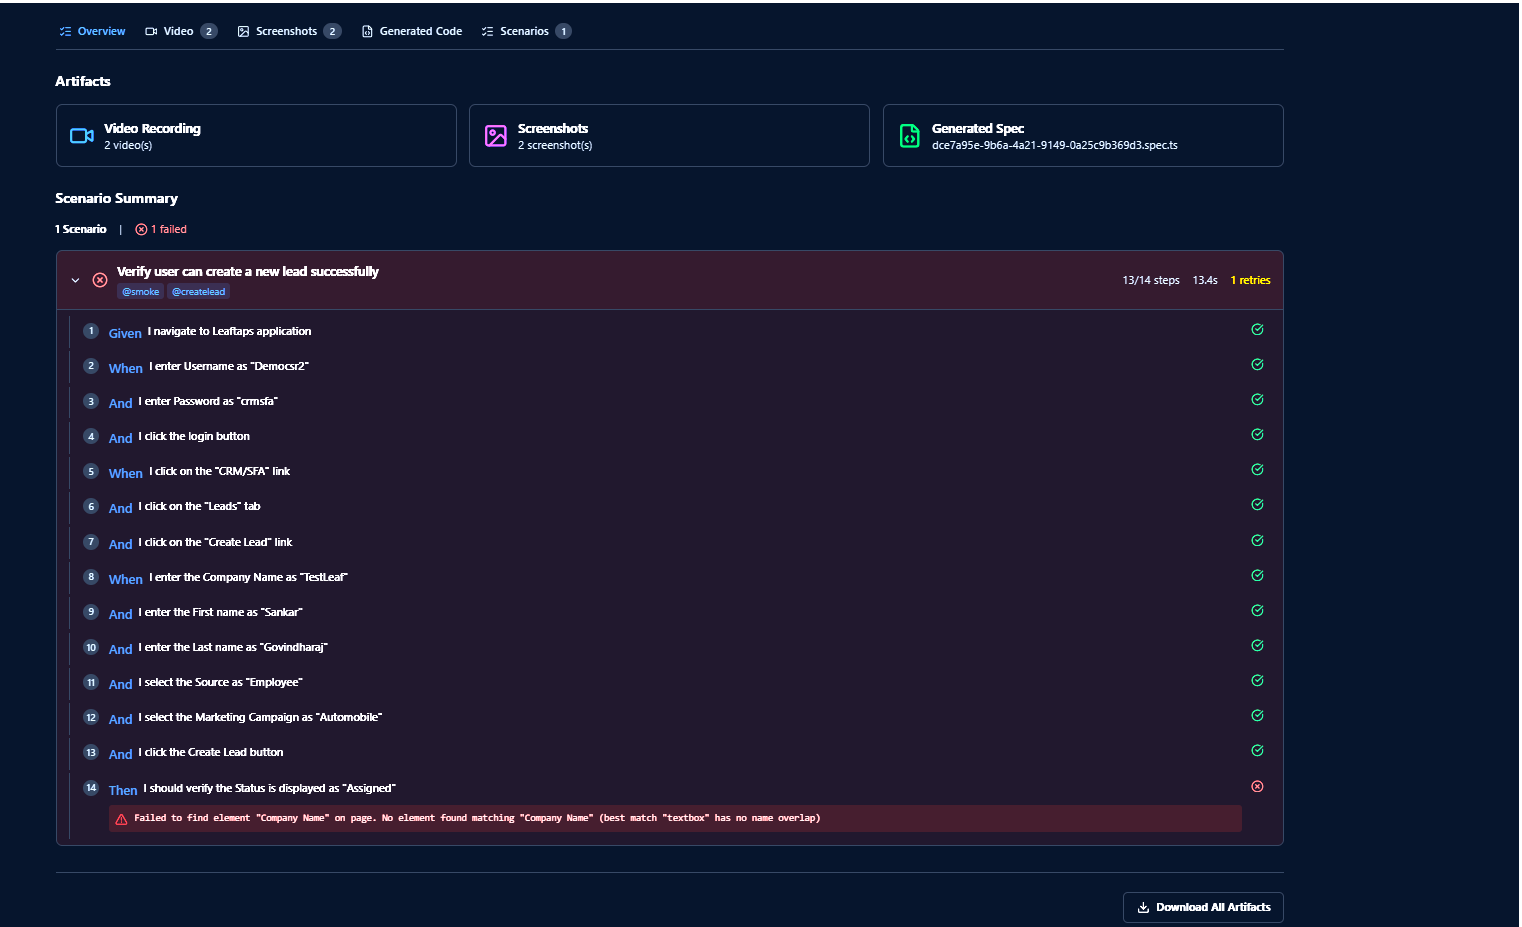 Overview Video 2 Screenshots 2 Generated Code Scenarios 1
Artifacts
Video Recording
2 video(s)
Screenshots
2 screenshot(s)
Generated Spec
dce7a95e-9b6a-4a21-9149-0a25c9b369d3.spec.ts
Scenario Summary
1 Scenario | 1 failed
Verify user can create a new lead successfully
@smoke @createlead
13/14 steps 13.4s 1 retries
1 Given I navigate to Leaftaps application
2 When I enter Username as "Democsr2"
3 And I enter Password as "crmsfa"
4 And I click the login button
5 When I click on the "CRM/SFA" link
6 And I click on the "Leads" tab
7 And I click on the "Create Lead" link
8 When I enter the Company Name as "TestLeaf"
9 And I enter the First name as "Sankar"
10 And I enter the Last name as "Govindharaj"
11 And I select the Source as "Employee"
12 And I select the Marketing Campaign as "Automobile"
13 And I click the Create Lead button
14 Then I should verify the Status is displayed as "Assigned"
Failed to find element "Company Name" on page. No element found matching "Company Name" (best match "textbox" has no name overlap)
Download All Artifacts